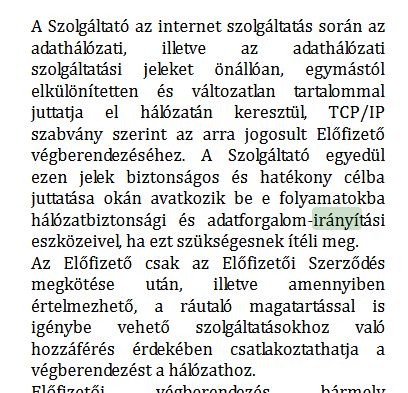 A Szolgáltató az internet szolgáltatás során az
adathálózati, illetve az adathálózati
szolgáltatási jeleket önállóan, egymástól
elkülönítetten és változatlan tartalommal
juttatja el hálózatán keresztül, TCP/IP
szabvány szerint az arra jogosult Előfizető
végberendezéséhez. A Szolgáltató egyedül
ezen jelek biztonságos és hatékony célba
juttatása okán avatkozik be e folyamatokba
hálózatbiztonsági és adatforgalom-irányítási
eszközeivel, ha ezt szükségesnek ítéli meg.
Az Előfizető csak az Előfizetői Szerződés
megkötése után, illetve amennyiben
értelmezhető, a ráutaló magatartással is
igénybe vehető szolgáltatásokhoz való
hozzáférés érdekében csatlakoztathatja a
végberendezést a hálózathoz.
Előfizetői végberendezés bármely